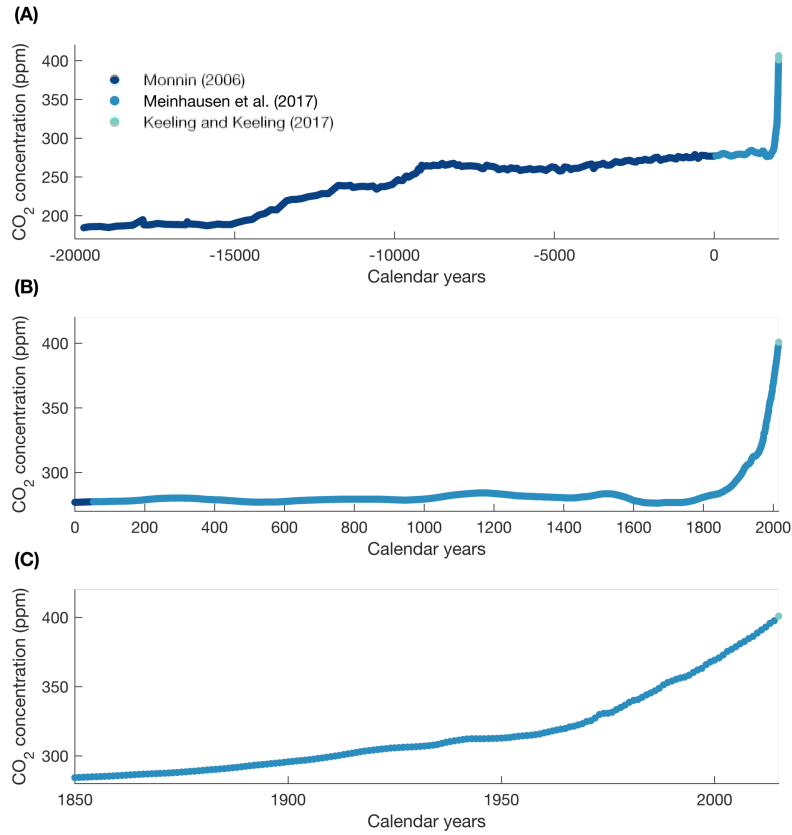 (A)
CO2 concentration (ppm)
400
350
300
250
200
Monnin (2006)
Meinhausen et al. (2017)
Keeling and Keeling (2017)
-20000 -15000 -10000 -5000 0
Calendar years
(B)
CO2 concentration (ppm)
400
350
300
0 200 400 600 800 1000 1200 1400 1600 1800 2000
Calendar years
(C)
CO2 concentration (ppm)
400
350
300
1850 1900 1950 2000
Calendar years